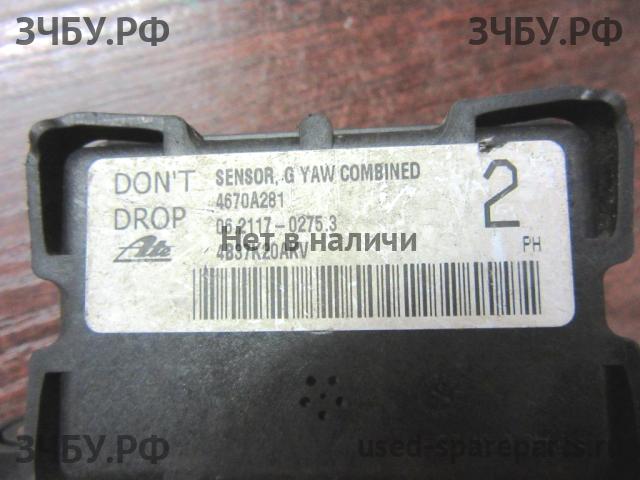 ЗЧБУ.РФ ЗЧБУ.РФ
DON'T SENSOR, G YAW COMBINED 2
4670A281
DROP 06.2117-0275.3
Нет в наличи
Ate 4B37K20ARV PH
ЗЧБУ.РФ used-spareparts.ru